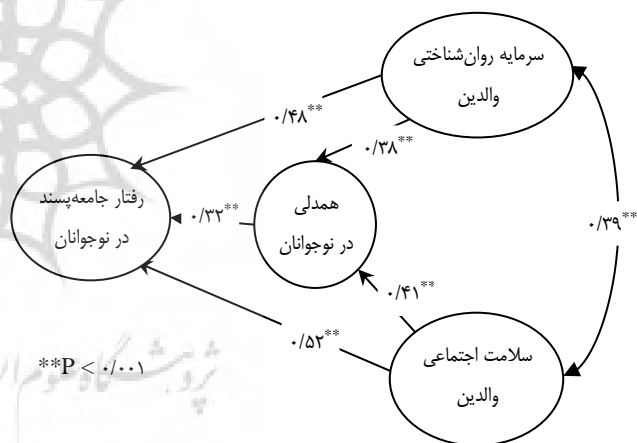 سرمایه روان‌شناختی
والدین
۰/۴۸**
۰/۳۸**
رفتار جامعه‌پسند
در نوجوانان
۰/۳۲**
همدلی
در نوجوانان
۰/۳۹**
۰/۴۱**
۰/۵۲**
سلامت اجتماعی
والدین
**P < ۰/۰۰۱